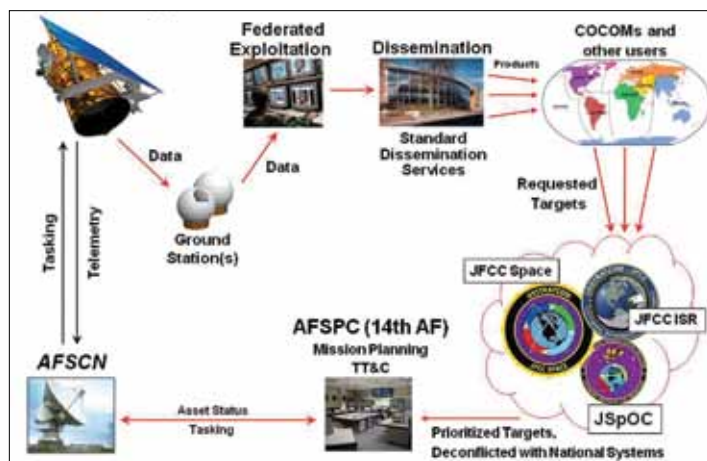 Federated
Exploitation
Dissemination
COCOMs and
other users
Products
Data
Data
Standard
Dissemination
Services
Ground
Station(s)
Requested
Targets
Tasking
Telemetry
JFCC Space
JFCC ISR
JSpOC
AFSPC (14th AF)
Mission Planning
TT&C
AFSCN
Asset Status
Tasking
Prioritized Targets,
Deconflicted with National Systems